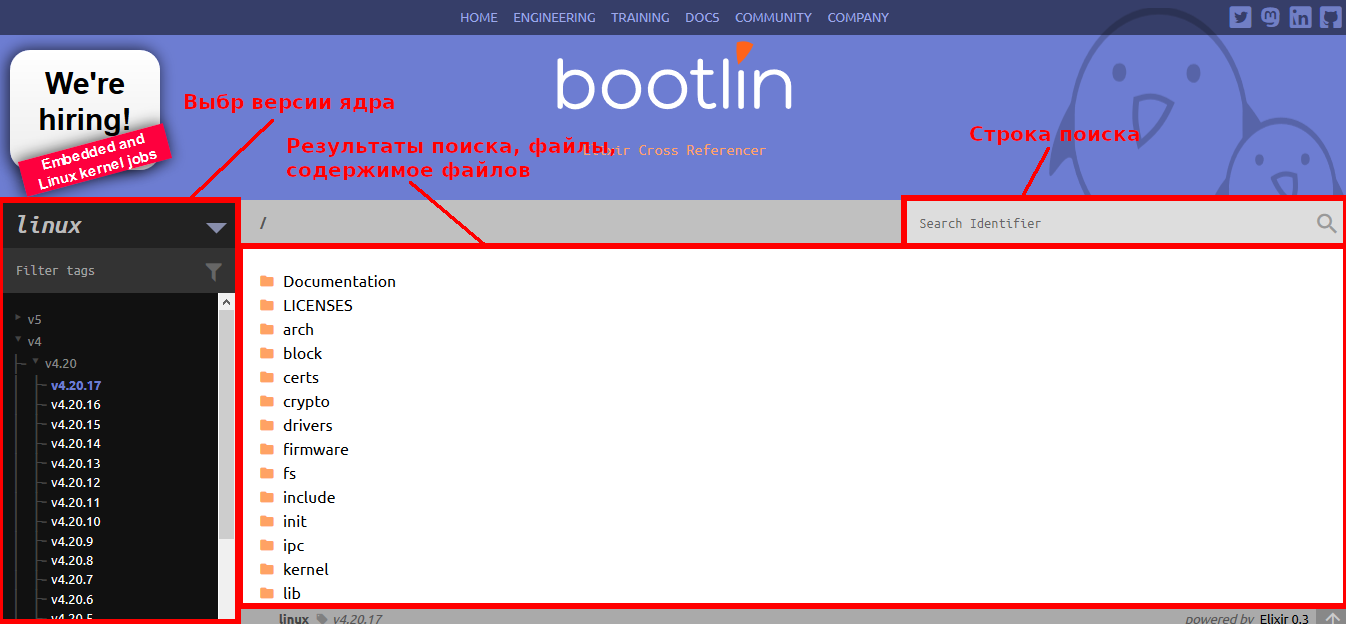 HOME ENGINEERING TRAINING DOCS COMMUNITY COMPANY
We're
hiring!
Embedded and
Linux kernel jobs
bootlin
Elixir Cross Referencer
Выбр версии ядра
Результаты поиска, файлы,
содержимое файлов
Строка поиска
linux
/
Search Identifier
Filter tags
v5
v4
v4.20
v4.20.17
v4.20.16
v4.20.15
v4.20.14
v4.20.13
v4.20.12
v4.20.11
v4.20.10
v4.20.9
v4.20.8
v4.20.7
v4.20.6
v4.20.5
Documentation
LICENSES
arch
block
certs
crypto
drivers
firmware
fs
include
init
ipc
kernel
lib
linux v4.20.17
powered by Elixir 0.3